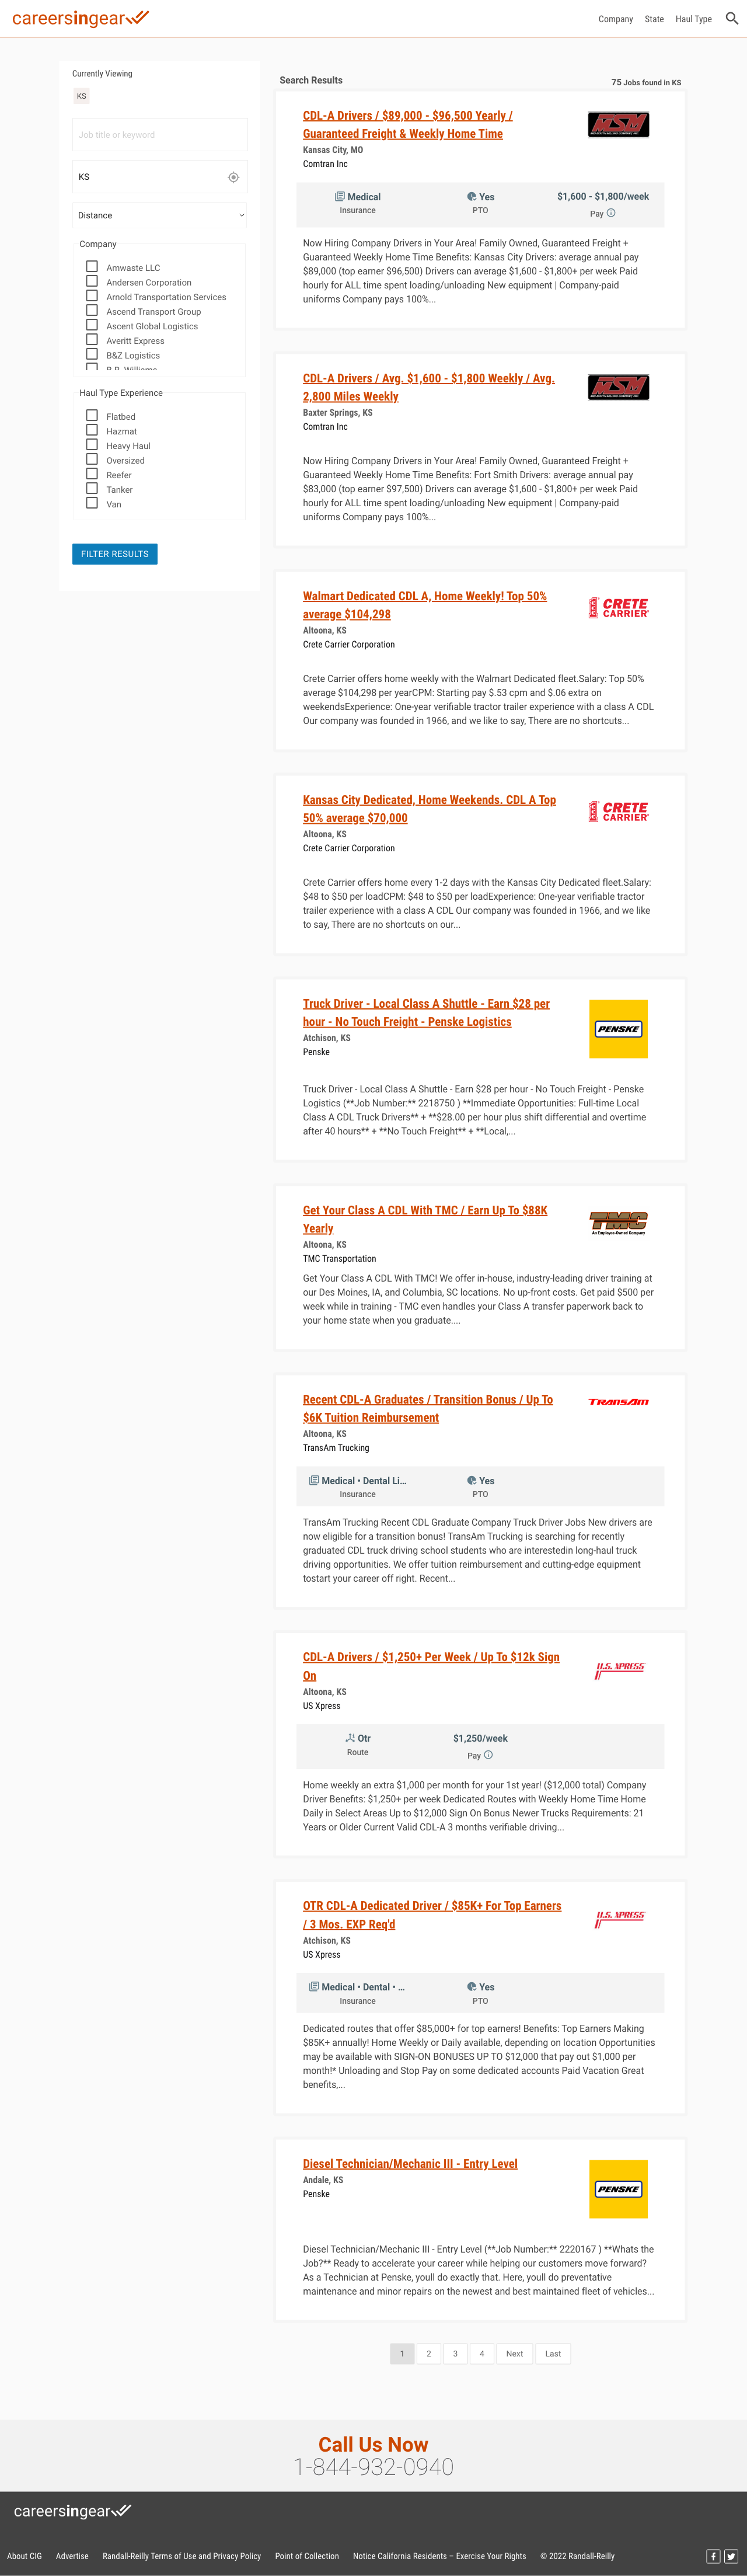 careersingear
Company State Haul Type
Currently Viewing
KS
Job title or keyword
KS
Distance
Company
Amwaste LLC
Andersen Corporation
Arnold Transportation Services
Ascend Transport Group
Ascent Global Logistics
Averitt Express
B&Z Logistics
Haul Type Experience
Flatbed
Hazmat
Heavy Haul
Oversized
Reefer
Tanker
Van
FILTER RESULTS
Search Results
75 Jobs found in KS
CDL-A Drivers / $89,000 - $96,500 Yearly /
Guaranteed Freight & Weekly Home Time
Kansas City, MO
Comtran Inc
RSM
Medical
Insurance
Yes
PTO
$1,600 - $1,800/week
Pay
Now Hiring Company Drivers in Your Area! Family Owned, Guaranteed Freight +
Guaranteed Weekly Home Time Benefits: Kansas City Drivers: average annual pay
$89,000 (top earner $96,500) Drivers can average $1,600 - $1,800+ per week Paid
hourly for ALL time spent loading/unloading New equipment | Company-paid
uniforms Company pays 100%...
CDL-A Drivers / Avg. $1,600 - $1,800 Weekly / Avg.
2,800 Miles Weekly
Baxter Springs, KS
Comtran Inc
RSM
Now Hiring Company Drivers in Your Area! Family Owned, Guaranteed Freight +
Guaranteed Weekly Home Time Benefits: Fort Smith Drivers: average annual pay
$83,000 (top earner $97,500) Drivers can average $1,600 - $1,800+ per week Paid
hourly for ALL time spent loading/unloading New equipment | Company-paid
uniforms Company pays 100%...
Walmart Dedicated CDL A, Home Weekly! Top 50%
average $104,298
Altoona, KS
Crete Carrier Corporation
CRETE
CARRIER
Crete Carrier offers home weekly with the Walmart Dedicated fleet.Salary: Top 50%
average $104,298 per yearCPM: Starting pay $.53 cpm and $.06 extra on
weekendsExperience: One-year verifiable tractor trailer experience with a class A CDL
Our company was founded in 1966, and we like to say, There are no shortcuts...
Kansas City Dedicated, Home Weekends. CDL A Top
50% average $70,000
Altoona, KS
Crete Carrier Corporation
CRETE
CARRIER
Crete Carrier offers home every 1-2 days with the Kansas City Dedicated fleet.Salary:
$48 to $50 per loadCPM: $48 to $50 per loadExperience: One-year verifiable tractor
trailer experience with a class A CDL Our company was founded in 1966, and we like
to say, There are no shortcuts on our...
Truck Driver - Local Class A Shuttle - Earn $28 per
hour - No Touch Freight - Penske Logistics
Atchison, KS
Penske
PENSKE
Truck Driver - Local Class A Shuttle - Earn $28 per hour - No Touch Freight - Penske
Logistics (**Job Number:** 2218750 ) **Immediate Opportunities: Full-time Local
Class A CDL Truck Drivers** + **$28.00 per hour plus shift differential and overtime
after 40 hours** + **No Touch Freight** + **Local,...
Get Your Class A CDL With TMC / Earn Up To $88K
Yearly
Altoona, KS
TMC Transportation
TMC
An Employee-Owned Company
Get Your Class A CDL With TMC! We offer in-house, industry-leading driver training at
our Des Moines, IA, and Columbia, SC locations. No up-front costs. Get paid $500 per
week while in training - TMC even handles your Class A transfer paperwork back to
your home state when you graduate....
Recent CDL-A Graduates / Transition Bonus / Up To
$6K Tuition Reimbursement
Altoona, KS
TransAm Trucking
TRANSAM
Medical • Dental Li...
Insurance
Yes
PTO
TransAm Trucking Recent CDL Graduate Company Truck Driver Jobs New drivers are
now eligible for a transition bonus! TransAm Trucking is searching for recently
graduated CDL truck driving school students who are interestedin long-haul truck
driving opportunities. We offer tuition reimbursement and cutting-edge equipment
tostart your career off right. Recent...
CDL-A Drivers / $1,250+ Per Week / Up To $12k Sign
On
Altoona, KS
US Xpress
U.S. XPRESS
Otr
Route
$1,250/week
Pay
Home weekly an extra $1,000 per month for your 1st year! ($12,000 total) Company
Driver Benefits: $1,250+ per week Dedicated Routes with Weekly Home Time Home
Daily in Select Areas Up to $12,000 Sign On Bonus Newer Trucks Requirements: 21
Years or Older Current Valid CDL-A 3 months verifiable driving...
OTR CDL-A Dedicated Driver / $85K+ For Top Earners
/ 3 Mos. EXP Req'd
Atchison, KS
US Xpress
U.S. XPRESS
Medical • Dental • ...
Insurance
Yes
PTO
Dedicated routes that offer $85,000+ for top earners! Benefits: Top Earners Making
$85K+ annually! Home Weekly or Daily available, depending on location Opportunities
may be available with SIGN-ON BONUSES UP TO $12,000 that pay out $1,000 per
month!* Unloading and Stop Pay on some dedicated accounts Paid Vacation Great
benefits,...
Diesel Technician/Mechanic III - Entry Level
Andale, KS
Penske
PENSKE
Diesel Technician/Mechanic III - Entry Level (**Job Number:** 2220167 ) **Whats the
Job?** Ready to accelerate your career while helping our customers move forward?
As a Technician at Penske, youll do exactly that. Here, youll do preventative
maintenance and minor repairs on the newest and best maintained fleet of vehicles...
1 2 3 4 Next Last
Call Us Now
1-844-932-0940
careersingear
About CIG Advertise Randall-Reilly Terms of Use and Privacy Policy Point of Collection Notice California Residents – Exercise Your Rights © 2022 Randall-Reilly